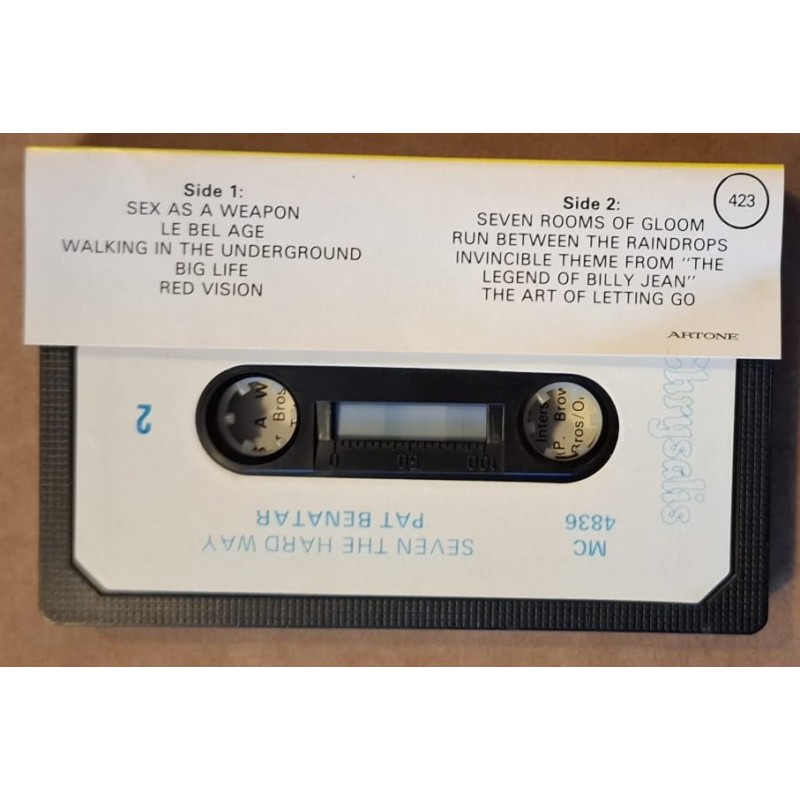 Side 1:
SEX AS A WEAPON
LE BEL AGE
WALKING IN THE UNDERGROUND
BIG LIFE
RED VISION
Side 2:
SEVEN ROOMS OF GLOOM
RUN BETWEEN THE RAINDROPS
INVINCIBLE THEME FROM "THE
LEGEND OF BILLY JEAN"
THE ART OF LETTING GO
423
ARTONE
Chrysalis
2
0 50 100
MC
4836
SEVEN THE HARD WAY
PAT BENATAR